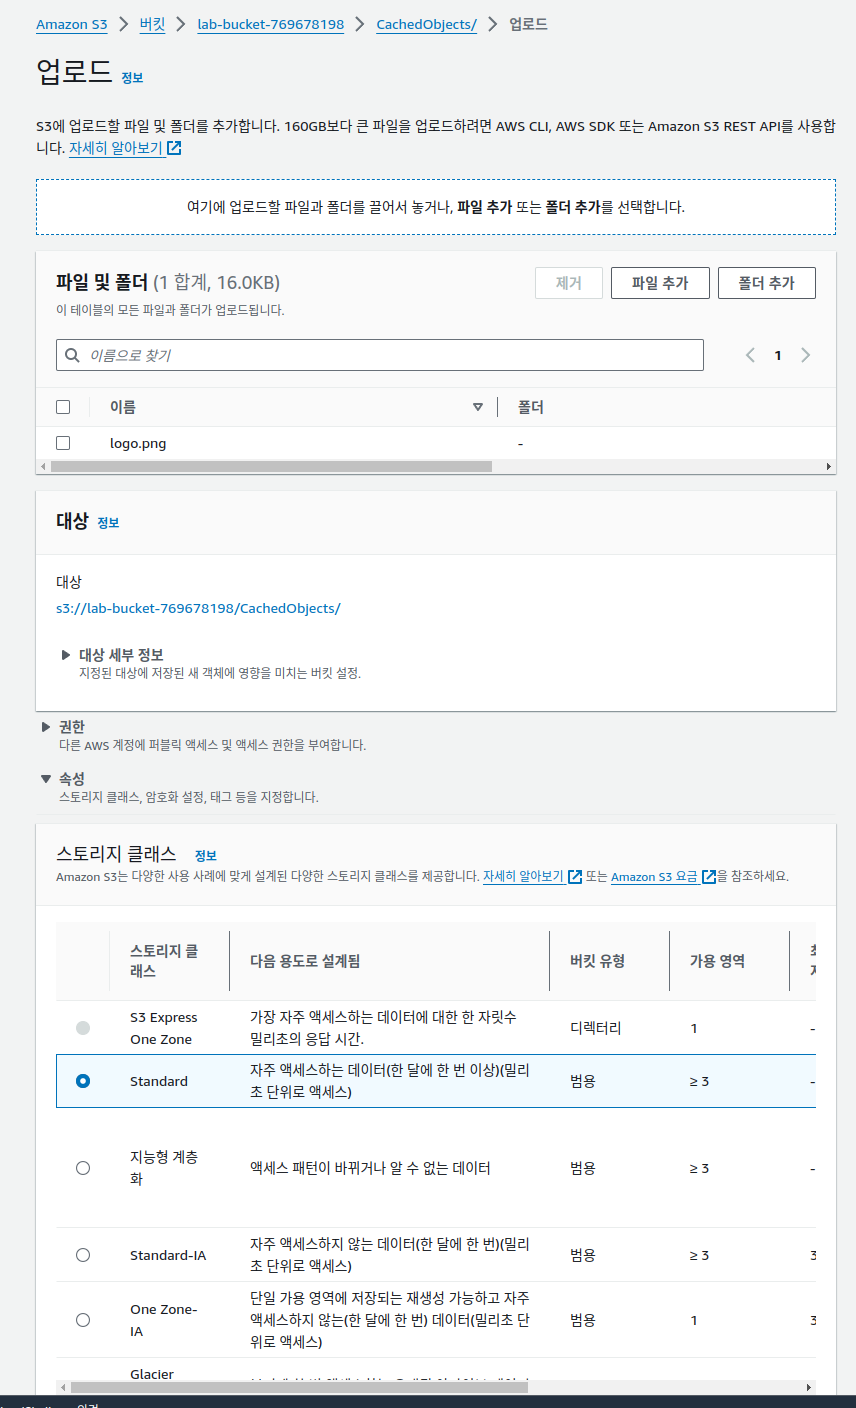 Amazon S3 > 버킷 > lab-bucket-769678198 > CachedObjects/ > 업로드
업로드 정보
S3에 업로드할 파일 및 폴더를 추가합니다. 160GB보다 큰 파일을 업로드하려면 AWS CLI, AWS SDK 또는 Amazon S3 REST API를 사용합
니다. 자세히 알아보기
여기에 업로드할 파일과 폴더를 끌어서 놓거나, 파일 추가 또는 폴더 추가를 선택합니다.
파일 및 폴더 (1 합계, 16.0KB) 제거 파일 추가 폴더 추가
이 테이블의 모든 파일과 폴더가 업로드됩니다.
이름으로 찾기 1
이름 폴더
logo.png -
대상 정보
대상
s3://lab-bucket-769678198/CachedObjects/
대상 세부 정보
지정된 대상에 저장된 새 객체에 영향을 미치는 버킷 설정.
권한
다른 AWS 계정에 퍼블릭 액세스 및 액세스 권한을 부여합니다.
속성
스토리지 클래스, 암호화 설정, 태그 등을 지정합니다.
스토리지 클래스 정보
Amazon S3는 다양한 사용 사례에 맞게 설계된 다양한 스토리지 클래스를 제공합니다. 자세히 알아보기 또는 Amazon S3 요금 을 참조하세요.
스토리지 클
래스
다음 용도로 설계됨
버킷 유형
가용 영역
S3 Express
One Zone
가장 자주 액세스하는 데이터에 대한 한 자릿수
밀리초의 응답 시간.
디렉터리
1
-
Standard
자주 액세스하는 데이터(한 달에 한 번 이상)(밀리
초 단위로 액세스)
범용
≥ 3
-
지능형 계층
화
액세스 패턴이 바뀌거나 알 수 없는 데이터
범용
≥ 3
-
Standard-IA
자주 액세스하지 않는 데이터(한 달에 한 번)(밀리
초 단위로 액세스)
범용
≥ 3
One Zone-
IA
단일 가용 영역에 저장되는 재생성 가능하고 자주
액세스하지 않는(한 달에 한 번) 데이터(밀리초 단
위로 액세스)
범용
1
Glacier